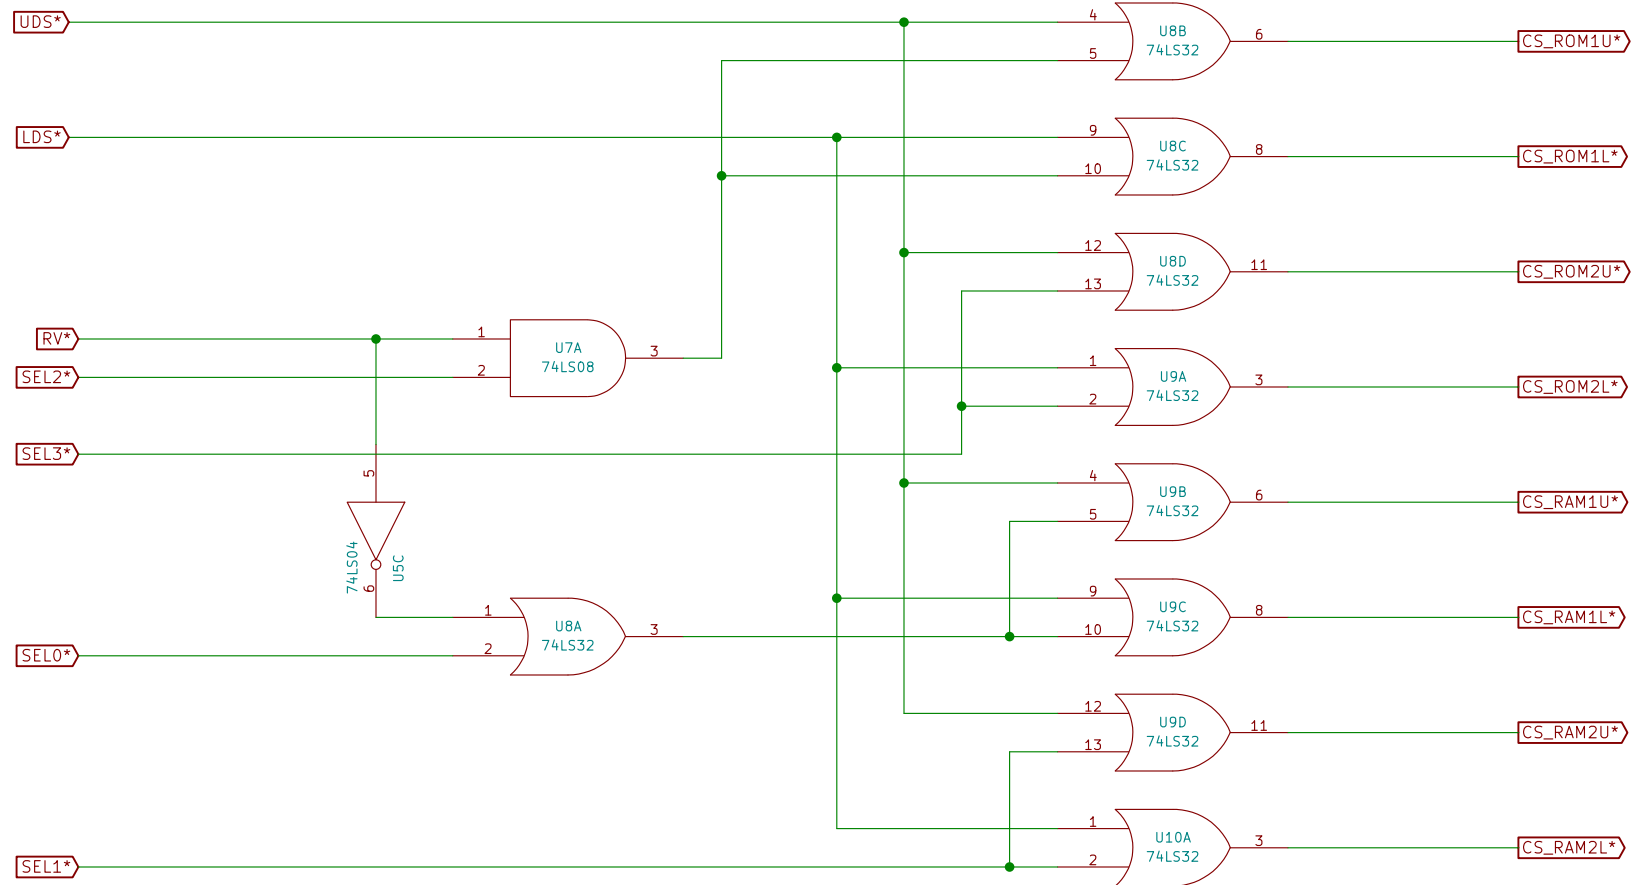 UDS*
4
5
U8B
74LS32
6
CS_ROM1U*
LDS*
9
10
U8C
74LS32
8
CS_ROM1L*
12
13
U8D
74LS32
11
CS_ROM2U*
RV*
SEL2*
1
2
U7A
74LS08
3
1
2
U9A
74LS32
3
CS_ROM2L*
SEL3*
5
74LS04
U5C
6
4
5
U9B
74LS32
6
CS_RAM1U*
SEL0*
1
2
U8A
74LS32
3
9
10
U9C
74LS32
8
CS_RAM1L*
12
13
U9D
74LS32
11
CS_RAM2U*
SEL1*
1
2
U10A
74LS32
3
CS_RAM2L*